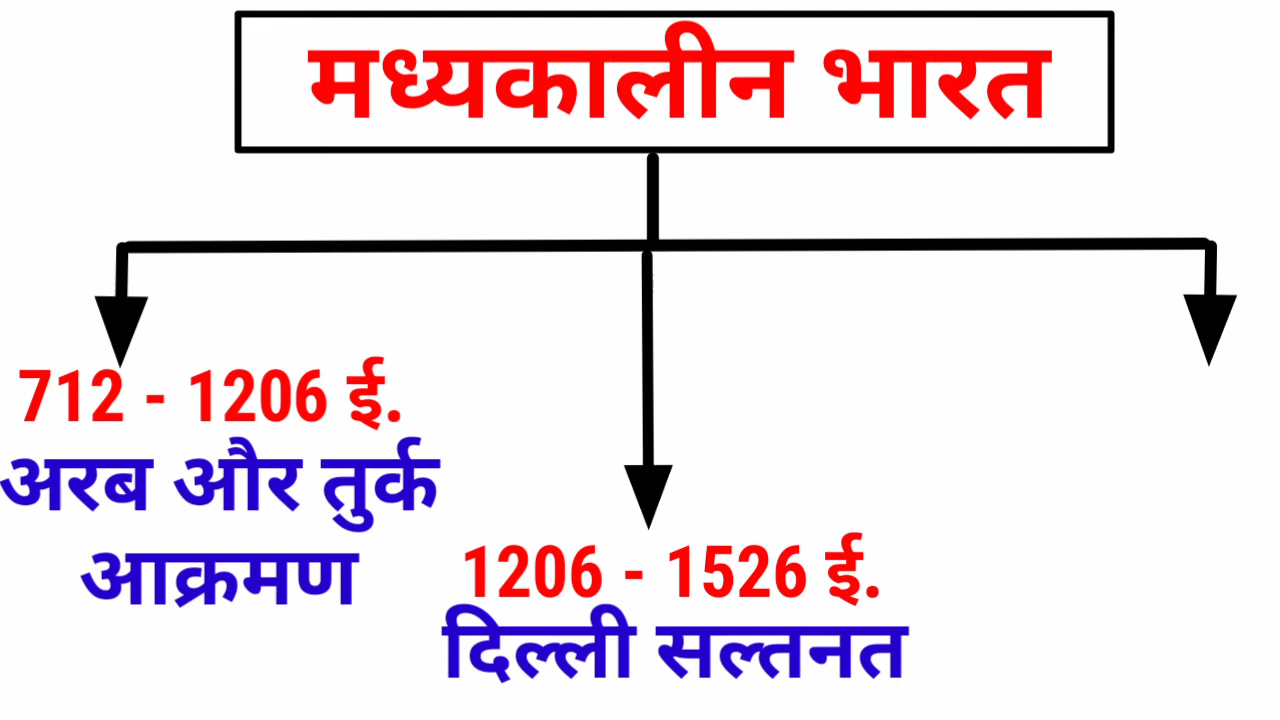 मध्यकालीन भारत
712 - 1206 ई.
अरब और तुर्क
आक्रमण
1206 - 1526 ई.
दिल्ली सल्तनत